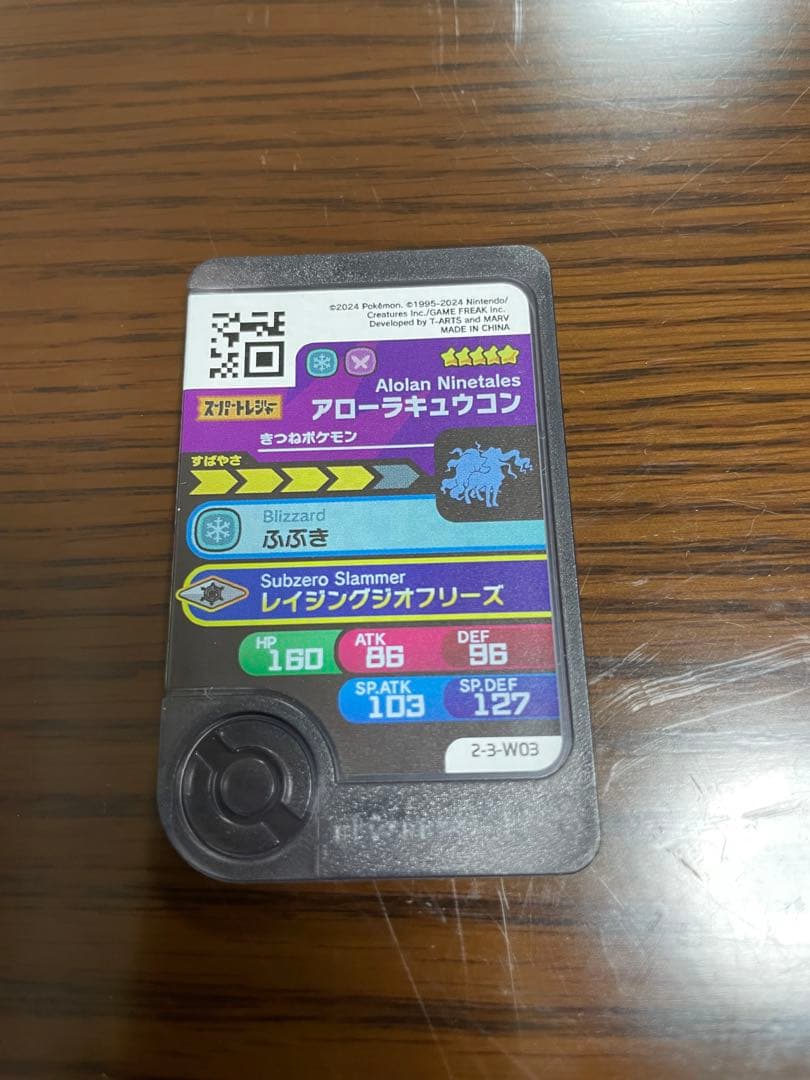 ©2024 Pokémon. ©1995-2024 Nintendo/
Creatures Inc./GAME FREAK inc.
Developed by T-ARTS and MARV
MADE IN CHINA
Alolan Ninetales
スーパートレジャー
アローラキュウコン
きつねポケモン
すばやさ
Blizzard
ふぶき
Subzero Slammer
レイジングジオフリーズ
HP 160 ATK 86 DEF 96
SP.ATK 103 SP.DEF 127
2-3-W03